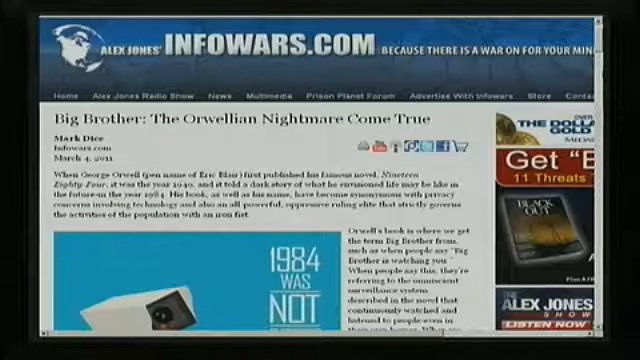 ALEX JONES' INFOWARS.COM BECAUSE THERE IS A WAR ON FOR YOUR MIN
Home Alex Jones Radio Show News Multimedia Prison Planet Forum Advertise With Infowars Store Conta
Big Brother: The Orwellian Nightmare Come True
Mark Dice
Infowars.com
March 4, 2011
When George Orwell (pen name of Eric Blair) first published his famous novel, Nineteen
Eighty-Four, it was the year 1949, and it told a dark story of what he envisioned life may be like in
the future—in the year 1984. His book, as well as his name, have become synonymous with privacy
concerns involving technology and also an all-powerful, oppressive ruling elite that strictly governs
the activities of the population with an iron fist.
1984
WAS
NOT
Orwell's book is where we get
the term Big Brother from,
such as when people say "Big
Brother is watching you."
When people say this, they're
referring to the omniscient
surveillance system
described in the novel that
continuously watched and
listened to people—even in
THE DOLLA
GOLD
MEDAL
Get "B
11 Threats
BLACK
OUT
THE
ALEX JONES
SHOW
LISTEN NOW